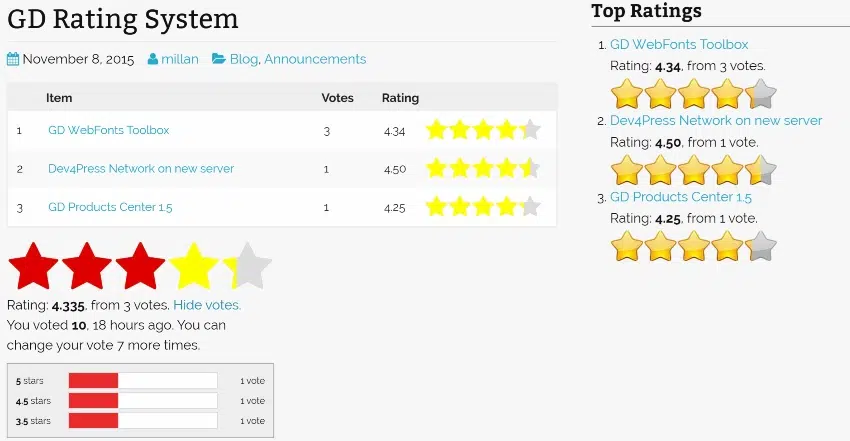 GD Rating System
November 8, 2015 millan Blog, Announcements
Item Votes Rating
1 GD WebFonts Toolbox 3 4.34
2 Dev4Press Network on new server 1 4.50
3 GD Products Center 1.5 1 4.25
Rating: 4.335, from 3 votes. Hide votes.
You voted 10, 18 hours ago. You can
change your vote 7 more times.
5 stars 1 vote
4.5 stars 1 vote
3.5 stars 1 vote
Top Ratings
1. GD WebFonts Toolbox
Rating: 4.34, from 3 votes.
2. Dev4Press Network on new server
Rating: 4.50, from 1 vote.
3. GD Products Center 1.5
Rating: 4.25, from 1 vote.